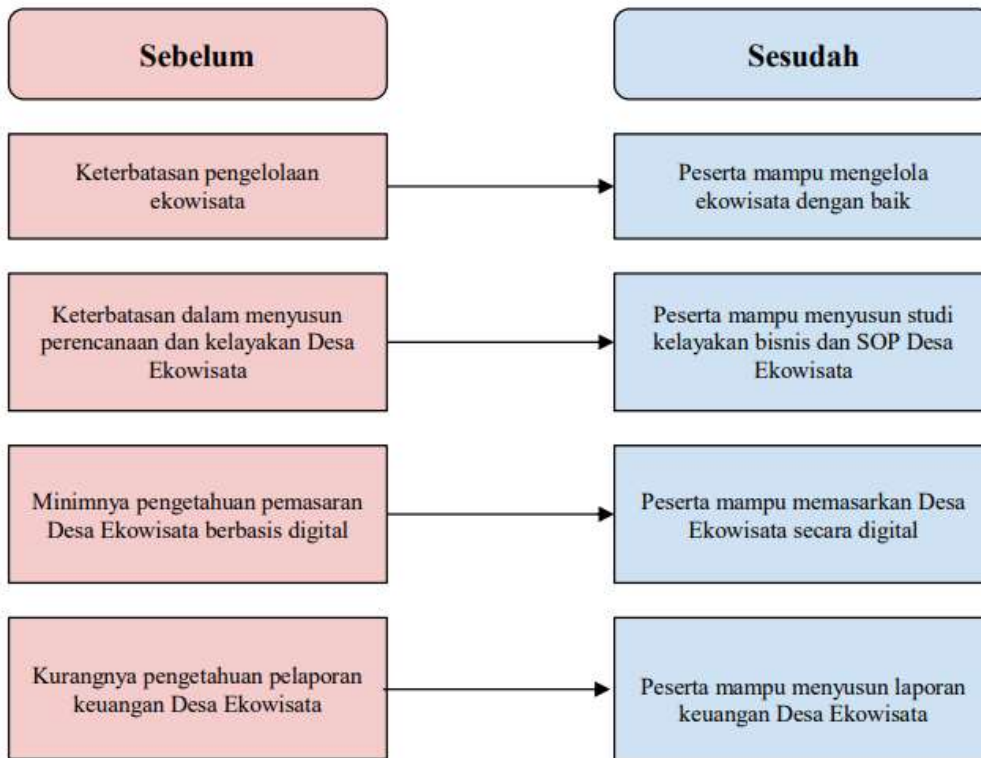 Sebelum
Sesudah
Keterbatasan pengelolaan
ekowisata
Peserta mampu mengelola
ekowisata dengan baik
Keterbatasan dalam menyusun
perencanaan dan kelayakan Desa
Ekowisata
Peserta mampu menyusun studi
kelayakan bisnis dan SOP Desa
Ekowisata
Minimnya pengetahuan pemasaran
Desa Ekowisata berbasis digital
Peserta mampu memasarkan Desa
Ekowisata secara digital
Kurangnya pengetahuan pelaporan
keuangan Desa Ekowisata
Peserta mampu menyusun laporan
keuangan Desa Ekowisata